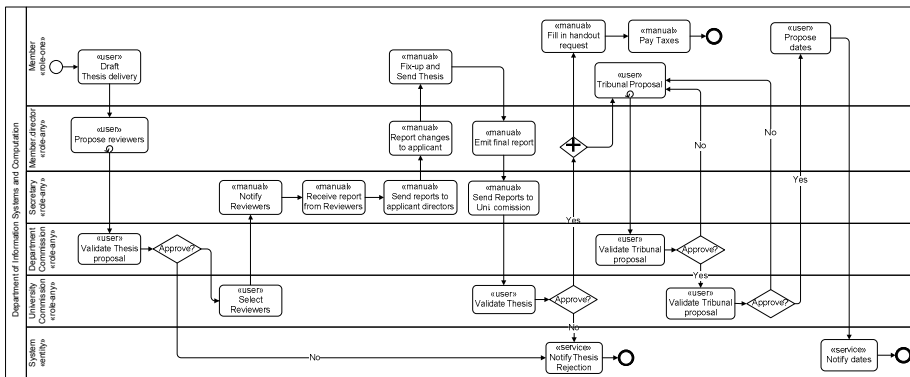 Department of Information Systems and Computation
Member
«role-one»
Member.director
«role-any»
Secretary
«role-any»
Department
Commission
«role-any»
University
Commission
«role-any»
System
«entity»
«user»
Draft
Thesis delivery
«user»
Propose reviewers
«user»
Validate Thesis
proposal
Approve?
«user»
Select
Reviewers
«manual»
Notify
Reviewers
«manual»
Receive report
from Reviewers
«manual»
Send reports to
applicant directors
«manual»
Report changes
to applicant
«manual»
Fix-up and
Send Thesis
«manual»
Emit final report
«manual»
Send Reports to
Uni. comission
«user»
Validate Thesis
Approve?
No
No
«service»
Notify Thesis
Rejection
Yes
«manual»
Fill in handout
request
«manual»
Pay Taxes
«user»
Tribunal Proposal
«user»
Validate Tribunal
proposal
Approve?
No
Yes
«user»
Validate Tribunal
proposal
Approve?
No
Yes
«user»
Propose
dates
«service»
Notify dates